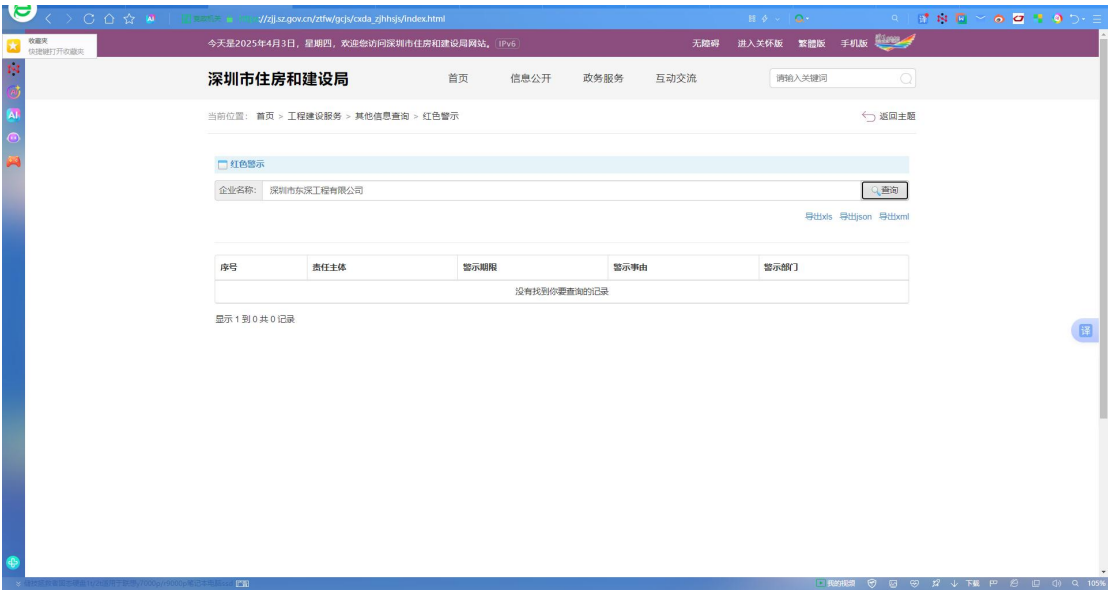 //zjj.sz.gov.cn/ztfw/gcjs/cxda_zjhhsjs/index.html
收藏夹
快捷键打开收藏夹
今天是2025年4月3日，星期四，欢迎您访问深圳市住房和建设局网站。 IPv6 无障碍 进入关怀版 繁體版 手机版
深圳市住房和建设局 首页 信息公开 政务服务 互动交流 请输入关键词
当前位置： 首页 > 工程建设服务 > 其他信息查询 > 红色警示 返回主题
红色警示
企业名称: 深圳市东深工程有限公司 查询
导出xls 导出json 导出xml
序号 责任主体 警示期限 警示事由 警示部门
没有找到你要查询的记录
显示 1 到 0 共 0 记录
译
我的视频 下载 105%